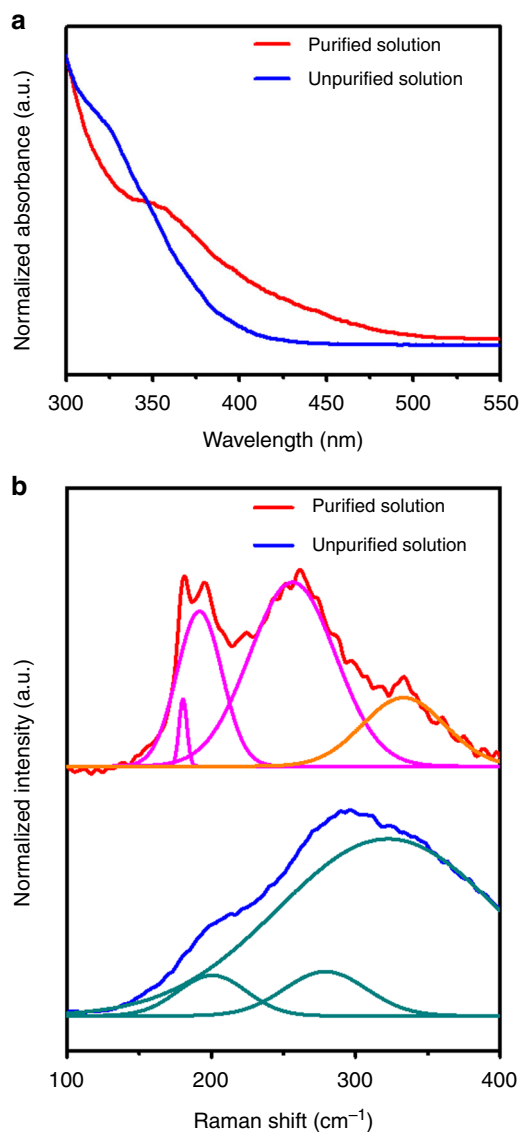 a
Purified solution
Unpurified solution
Normalized absorbance (a.u.)
300 350 400 450 500 550
Wavelength (nm)
b
Purified solution
Unpurified solution
Normalized intensity (a.u.)
100 200 300 400
Raman shift (cm⁻¹)